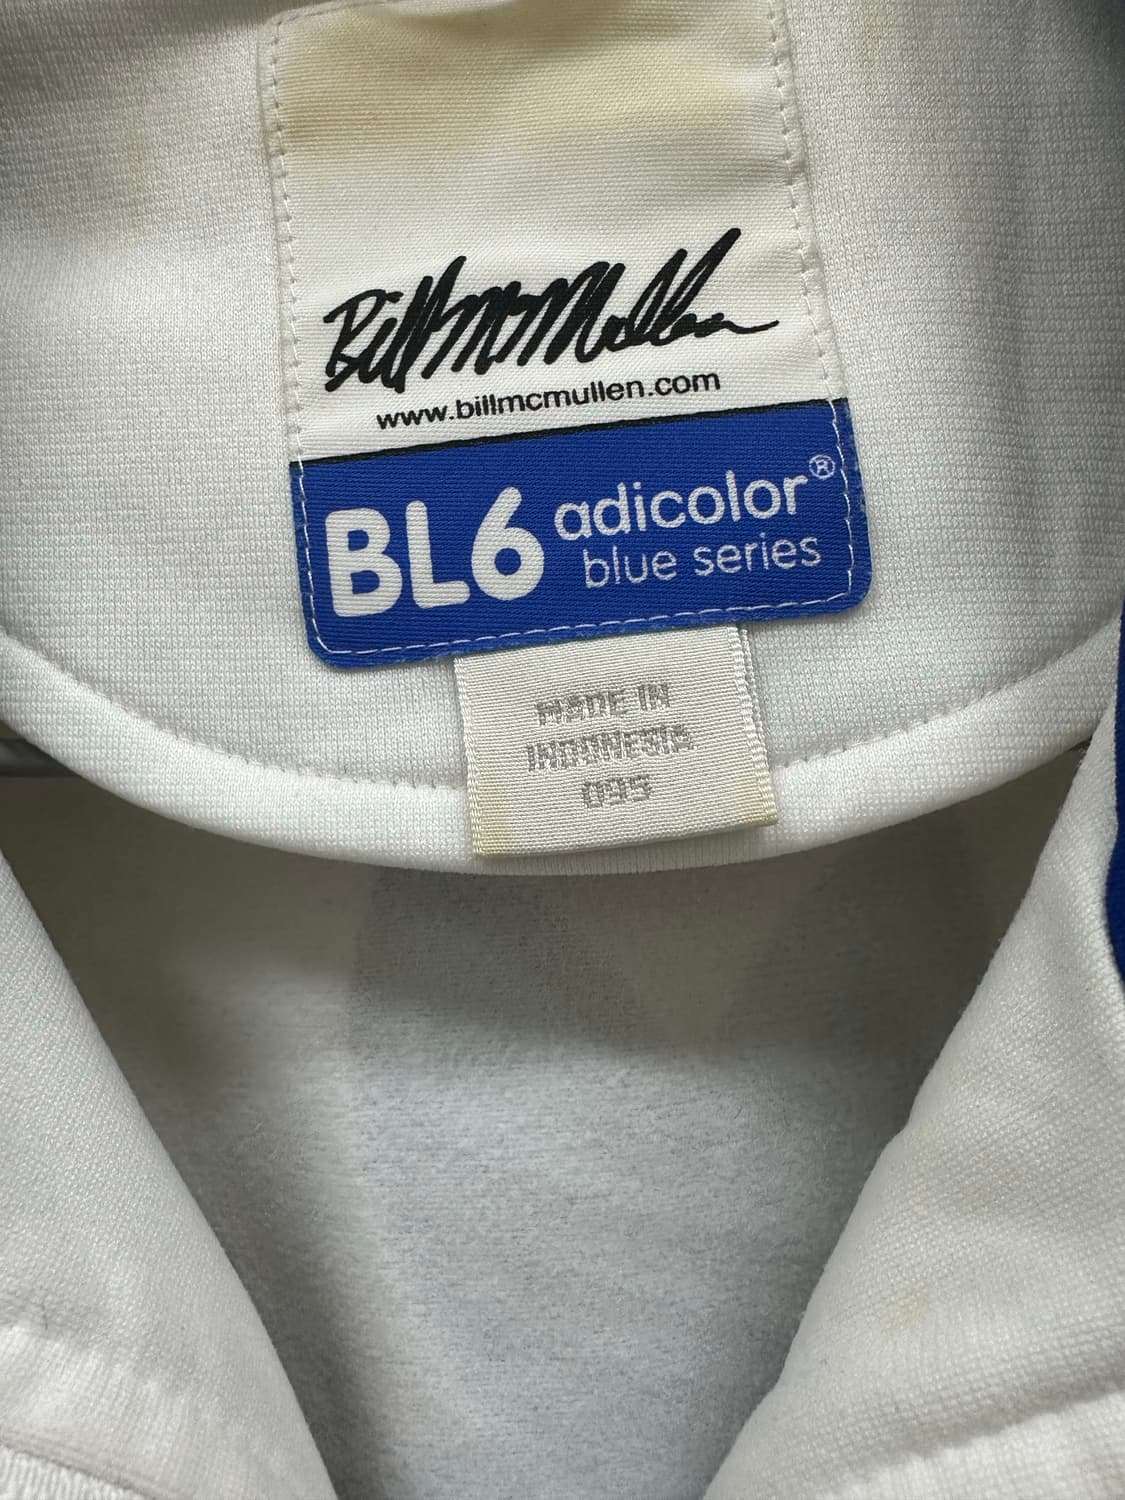 Bill McMullen
www.billmcmullen.com
BL6 adicolor®
blue series
MADE IN
INDONESIA
095